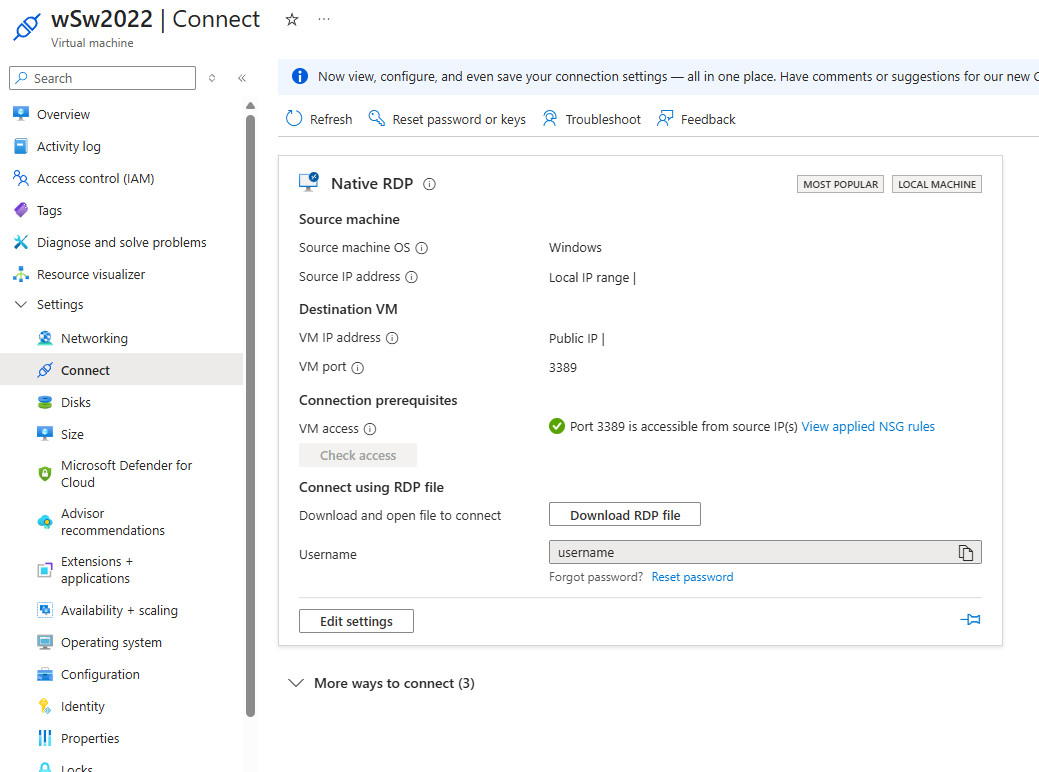 wSw2022 | Connect
Virtual machine
Search
Overview
Activity log
Access control (IAM)
Tags
Diagnose and solve problems
Resource visualizer
Settings
Networking
Connect
Disks
Size
Microsoft Defender for
Cloud
Advisor
recommendations
Extensions +
applications
Availability + scaling
Operating system
Configuration
Identity
Properties
Locks
Now view, configure, and even save your connection settings — all in one place. Have comments or suggestions for our new
Refresh
Reset password or keys
Troubleshoot
Feedback
Native RDP
MOST POPULAR
LOCAL MACHINE
Source machine
Source machine OS
Windows
Source IP address
Local IP range |
Destination VM
VM IP address
Public IP |
VM port
3389
Connection prerequisites
VM access
Port 3389 is accessible from source IP(s) View applied NSG rules
Check access
Connect using RDP file
Download and open file to connect
Download RDP file
Username
username
Forgot password? Reset password
Edit settings
More ways to connect (3)